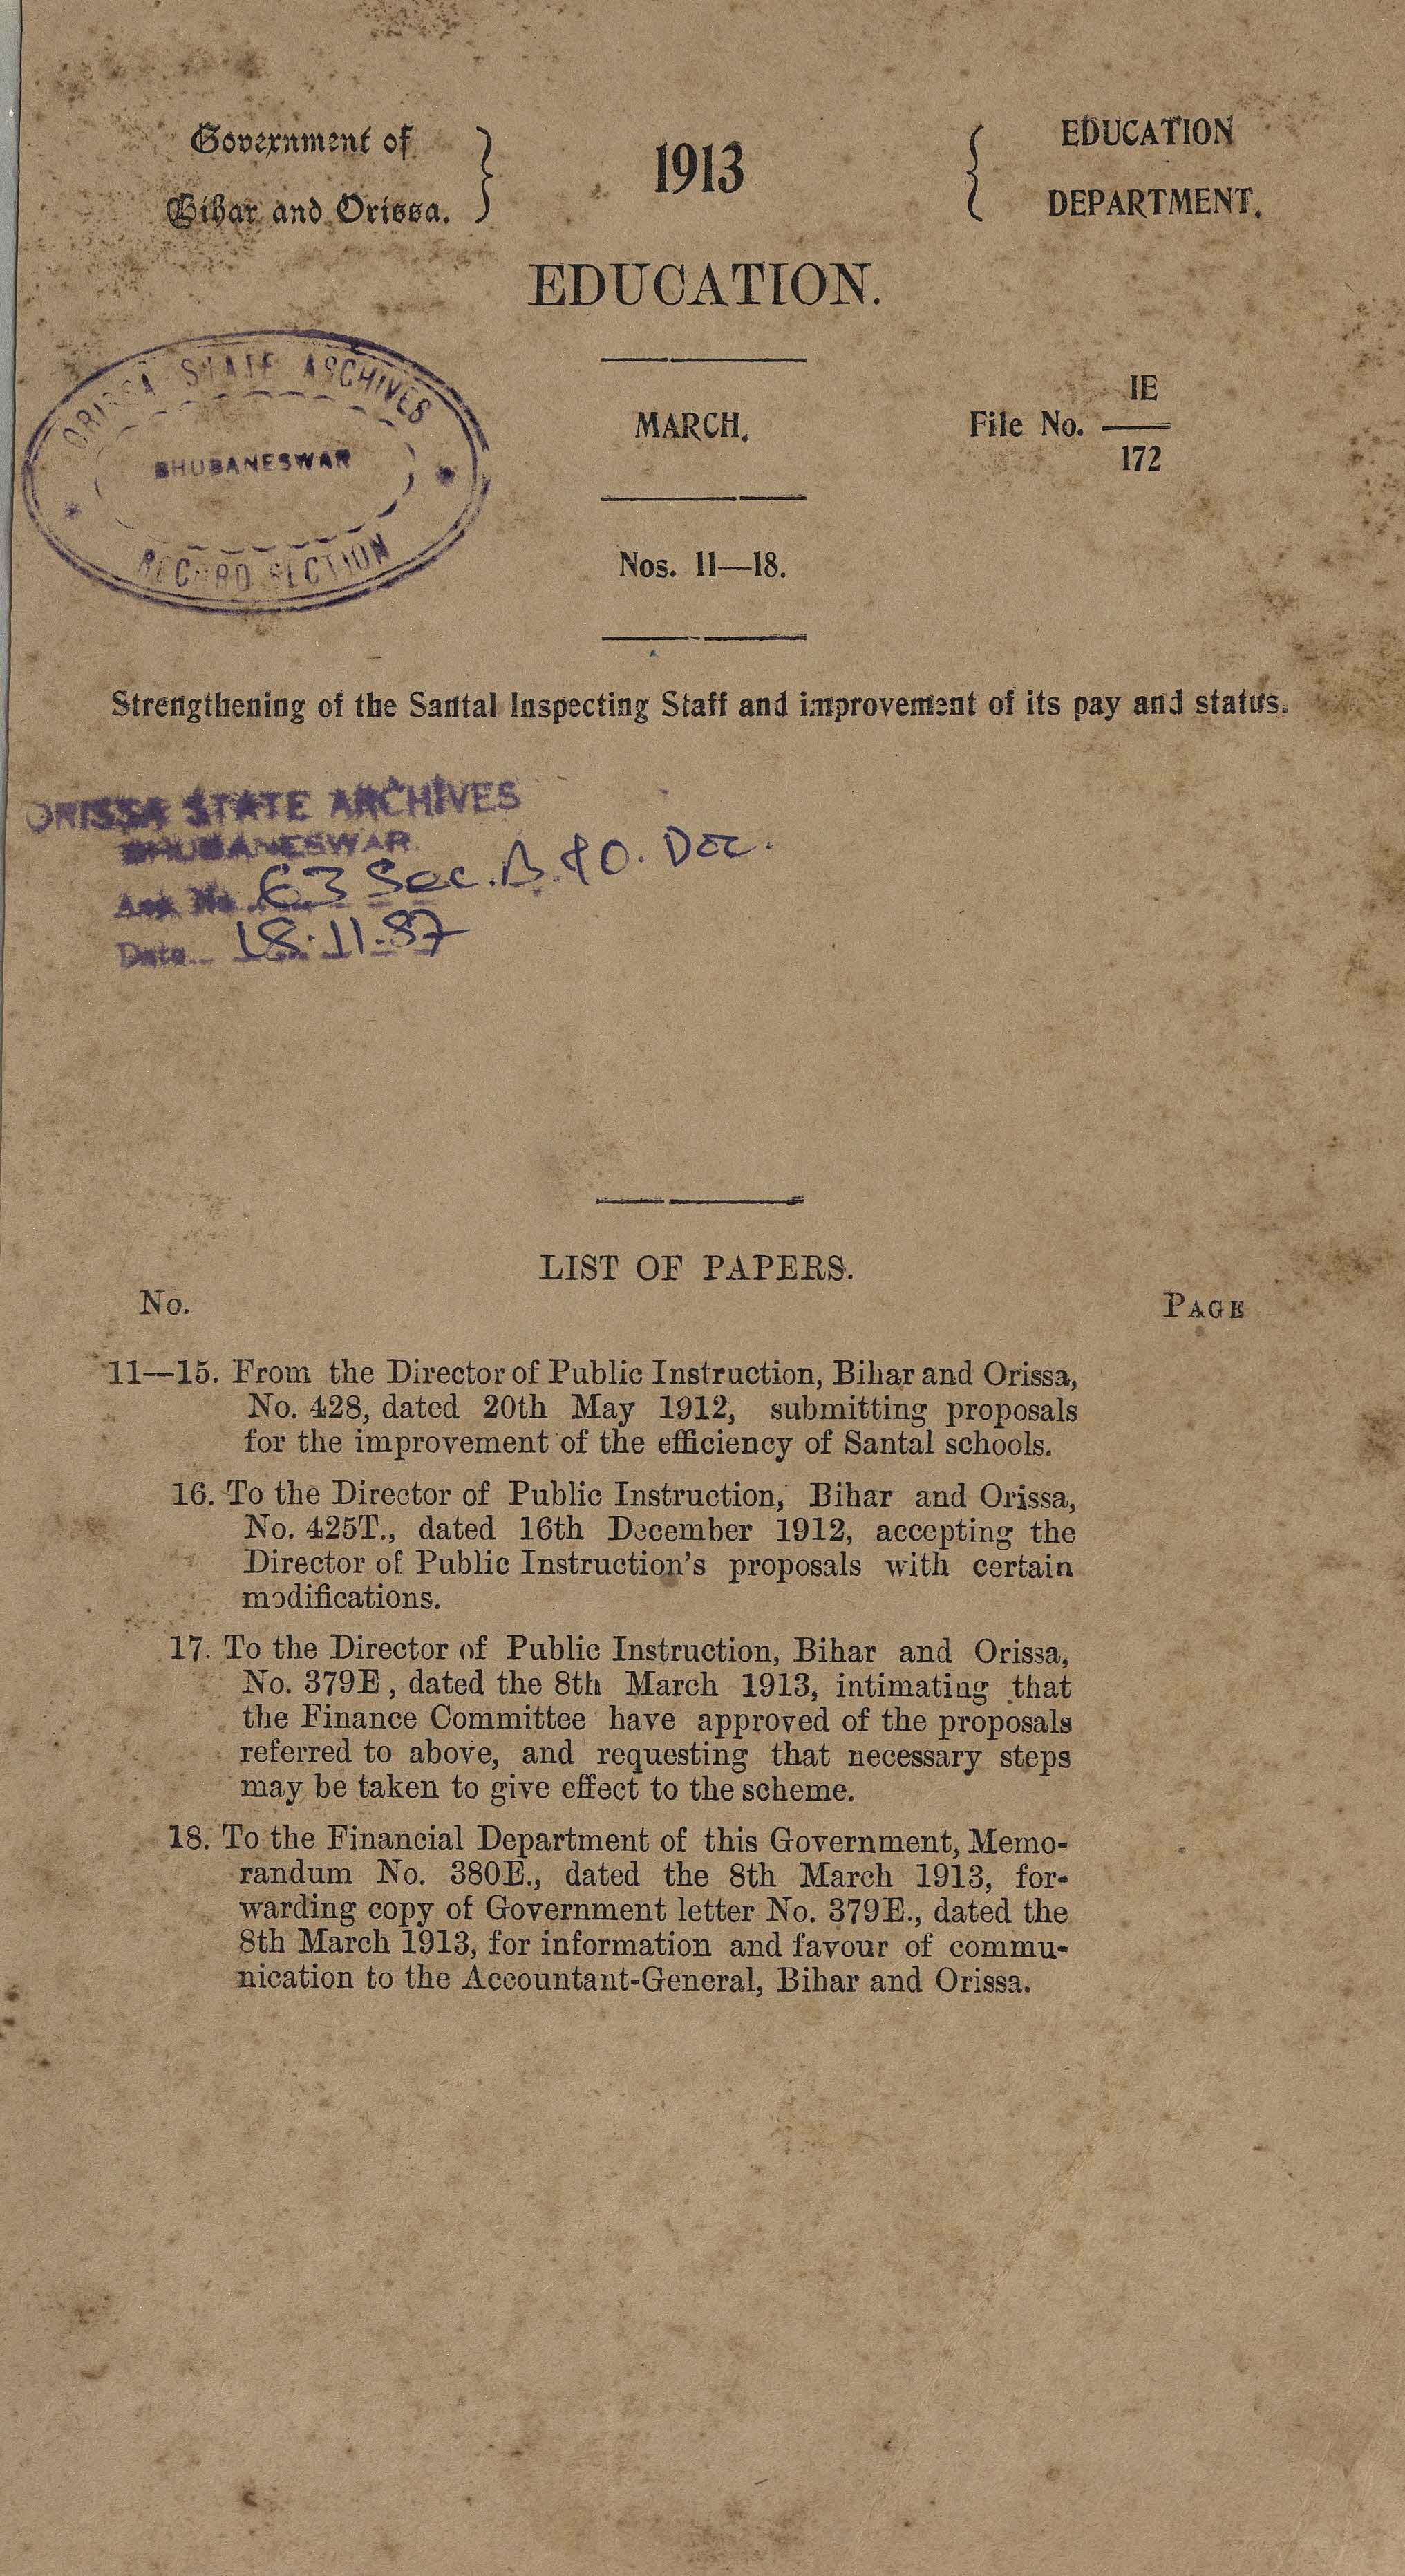 Government of
Bihar and Orissa.
1913
EDUCATION
DEPARTMENT.
EDUCATION.
ORISSA STATE ARCHIVES
BHUBANESWAR
RECORD SECTION
MARCH.
File No. IE
172
Nos. 11—18.
Strengthening of the Santal Inspecting Staff and improvement of its pay and status.
ORISSA STATE ARCHIVES
BHUBANESWAR
63 Sec. B. & O. Doc.
Date... 18.11.87
LIST OF PAPERS.
No.
PAGE
11—15. From the Director of Public Instruction, Bihar and Orissa,
No. 428, dated 20th May 1912, submitting proposals
for the improvement of the efficiency of Santal schools.
16. To the Director of Public Instruction, Bihar and Orissa,
No. 425T., dated 16th December 1912, accepting the
Director of Public Instruction's proposals with certain
modifications.
17. To the Director of Public Instruction, Bihar and Orissa,
No. 379E, dated the 8th March 1913, intimating that
the Finance Committee have approved of the proposals
referred to above, and requesting that necessary steps
may be taken to give effect to the scheme.
18. To the Financial Department of this Government, Memo-
randum No. 380E., dated the 8th March 1913, for-
warding copy of Government letter No. 379E., dated the
8th March 1913, for information and favour of commu-
nication to the Accountant-General, Bihar and Orissa.